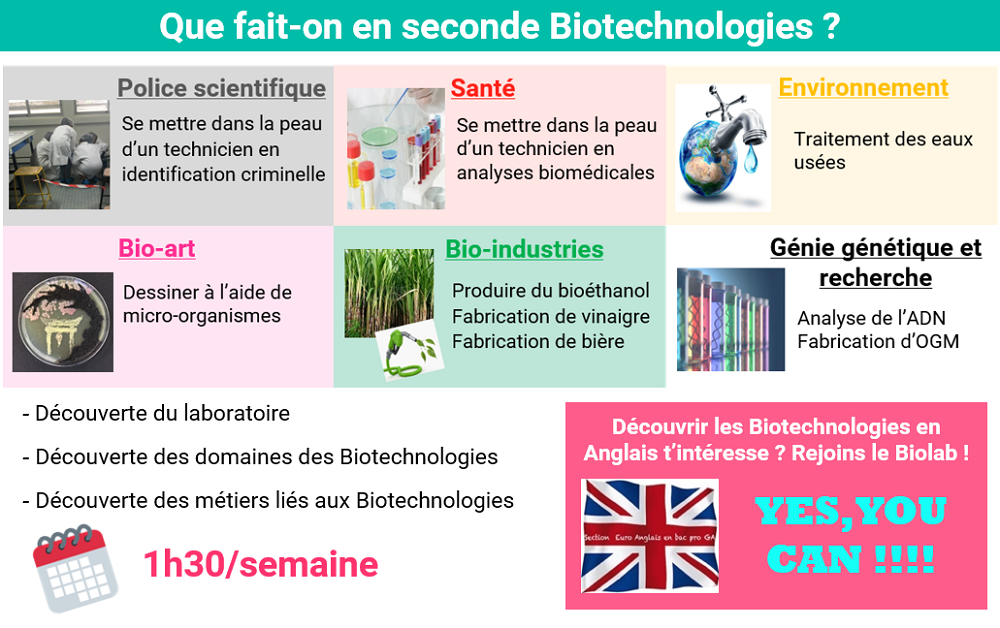 Que fait-on en seconde Biotechnologies ?
Police scientifique
Se mettre dans la peau
d'un technicien en
identification criminelle
Santé
Se mettre dans la peau
d'un technicien en
analyses biomédicales
Environnement
Traitement des eaux
usées
Bio-art
Dessiner à l'aide de
micro-organismes
Bio-industries
Produire du bioéthanol
Fabrication de vinaigre
Fabrication de bière
Génie génétique et
recherche
Analyse de l'ADN
Fabrication d'OGM
- Découverte du laboratoire
- Découverte des domaines des Biotechnologies
- Découverte des métiers liés aux Biotechnologies
1h30/semaine
Découvrir les Biotechnologies en
Anglais t'intéresse ? Rejoins le Biolab !
Section Euro Anglais en bac pro GA
YES,YOU
CAN !!!!